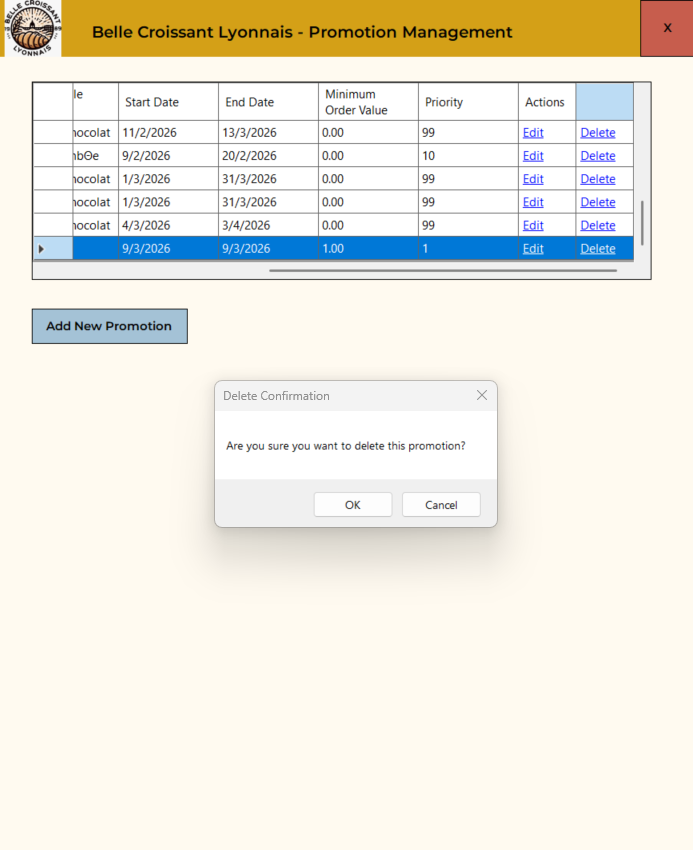 BELLE CROISSANT
19 89
LYONNAIS
Belle Croissant Lyonnais - Promotion Management
X
le Start Date End Date Minimum Order Value Priority Actions
hocolat 11/2/2026 13/3/2026 0.00 99 Edit Delete
9/2/2026 20/2/2026 0.00 10 Edit Delete
hocolat 1/3/2026 31/3/2026 0.00 99 Edit Delete
hocolat 1/3/2026 31/3/2026 0.00 99 Edit Delete
hocolat 4/3/2026 3/4/2026 0.00 99 Edit Delete
9/3/2026 9/3/2026 1.00 1 Edit Delete
Add New Promotion
Delete Confirmation
Are you sure you want to delete this promotion?
OK Cancel